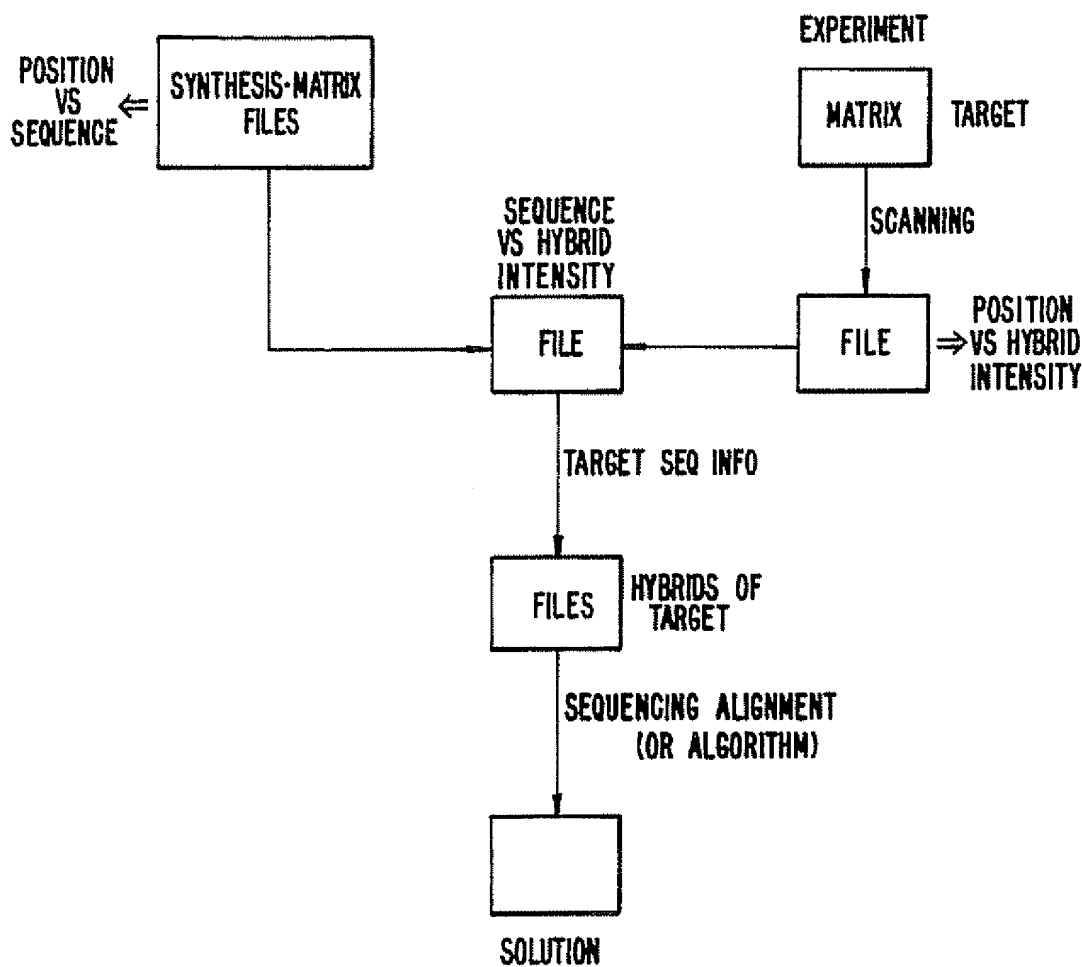 EXPERIMENT
POSITION
VS
SEQUENCE
SYNTHESIS-MATRIX
FILES
MATRIX
TARGET
SCANNING
SEQUENCE
VS HYBRID
INTENSITY
FILE
FILE
POSITION
VS HYBRID
INTENSITY
TARGET SEQ INFO
FILES
HYBRIDS OF
TARGET
SEQUENCING ALIGNMENT
(OR ALGORITHM)
SOLUTION